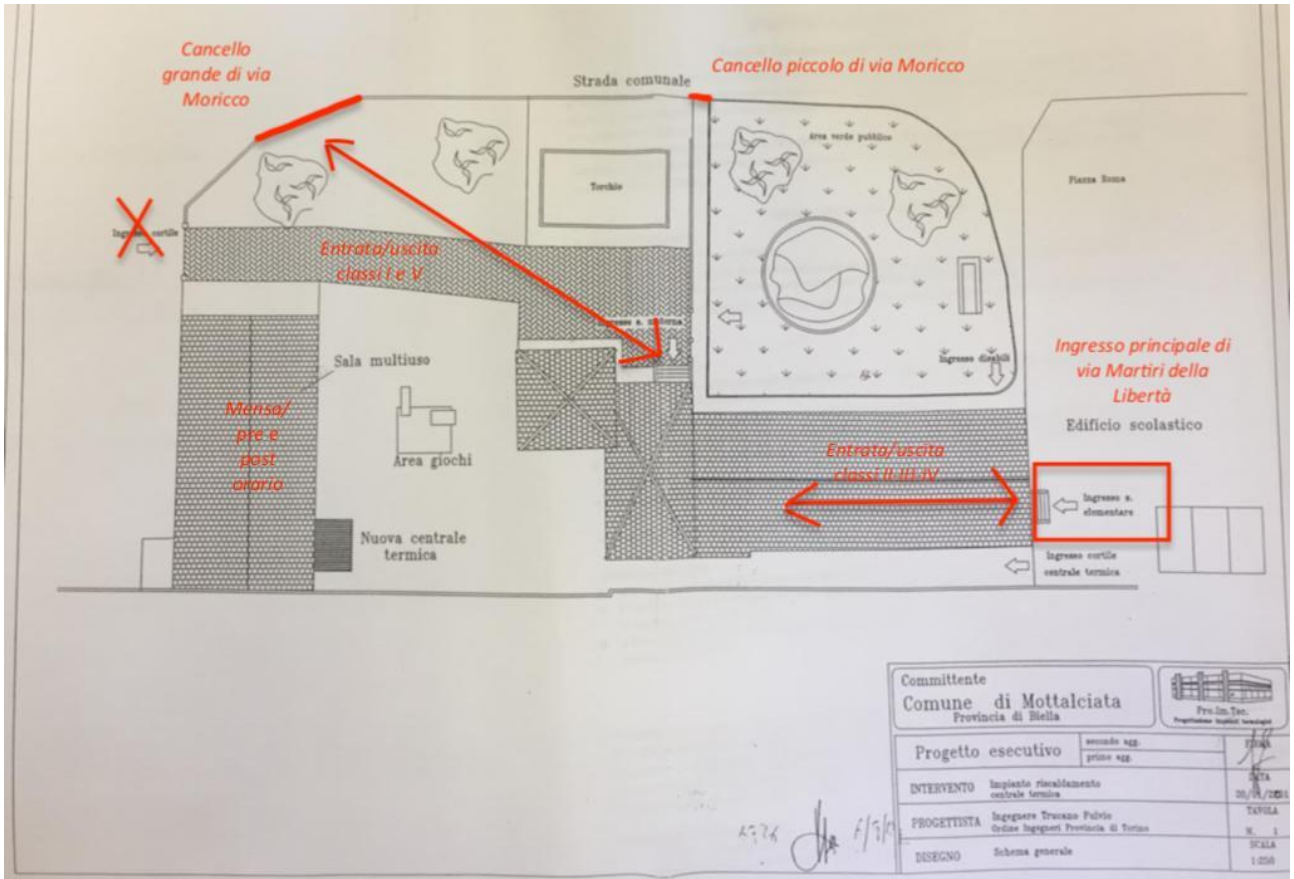 Cancello
grande di via
Moricco
Strada comunale
Cancello piccolo di via Moricco
Area verde pubblico
Torchio
Piazza Roma
Ingresso cortile
Entrata/uscita
classi I e V
Ingresso s. materna
Ingresso disabili
Ingresso principale di
via Martiri della
Libertà
Edificio scolastico
Sala multiuso
Mensa/
pre e
post
orario
Area giochi
Entrata/uscita
classi II-III-IV
Ingresso s.
elementare
Nuova centrale
termica
Ingresso cortile
centrale termica
Committente
Comune di Mottalciata
Provincia di Biella
Pro.Im.Tec.
Progettazione impianti tecnologici
Progetto esecutivo
secondo agg.
primo agg.
FIRMA
INTERVENTO
Impianto riscaldamento
centrale termica
DATA
PROGETTISTA
Ingegnere Trucano Fulvio
Ordine Ingegneri Provincia di Torino
TAVOLA
N. 1
DISEGNO
Schema generale
SCALA
1:250